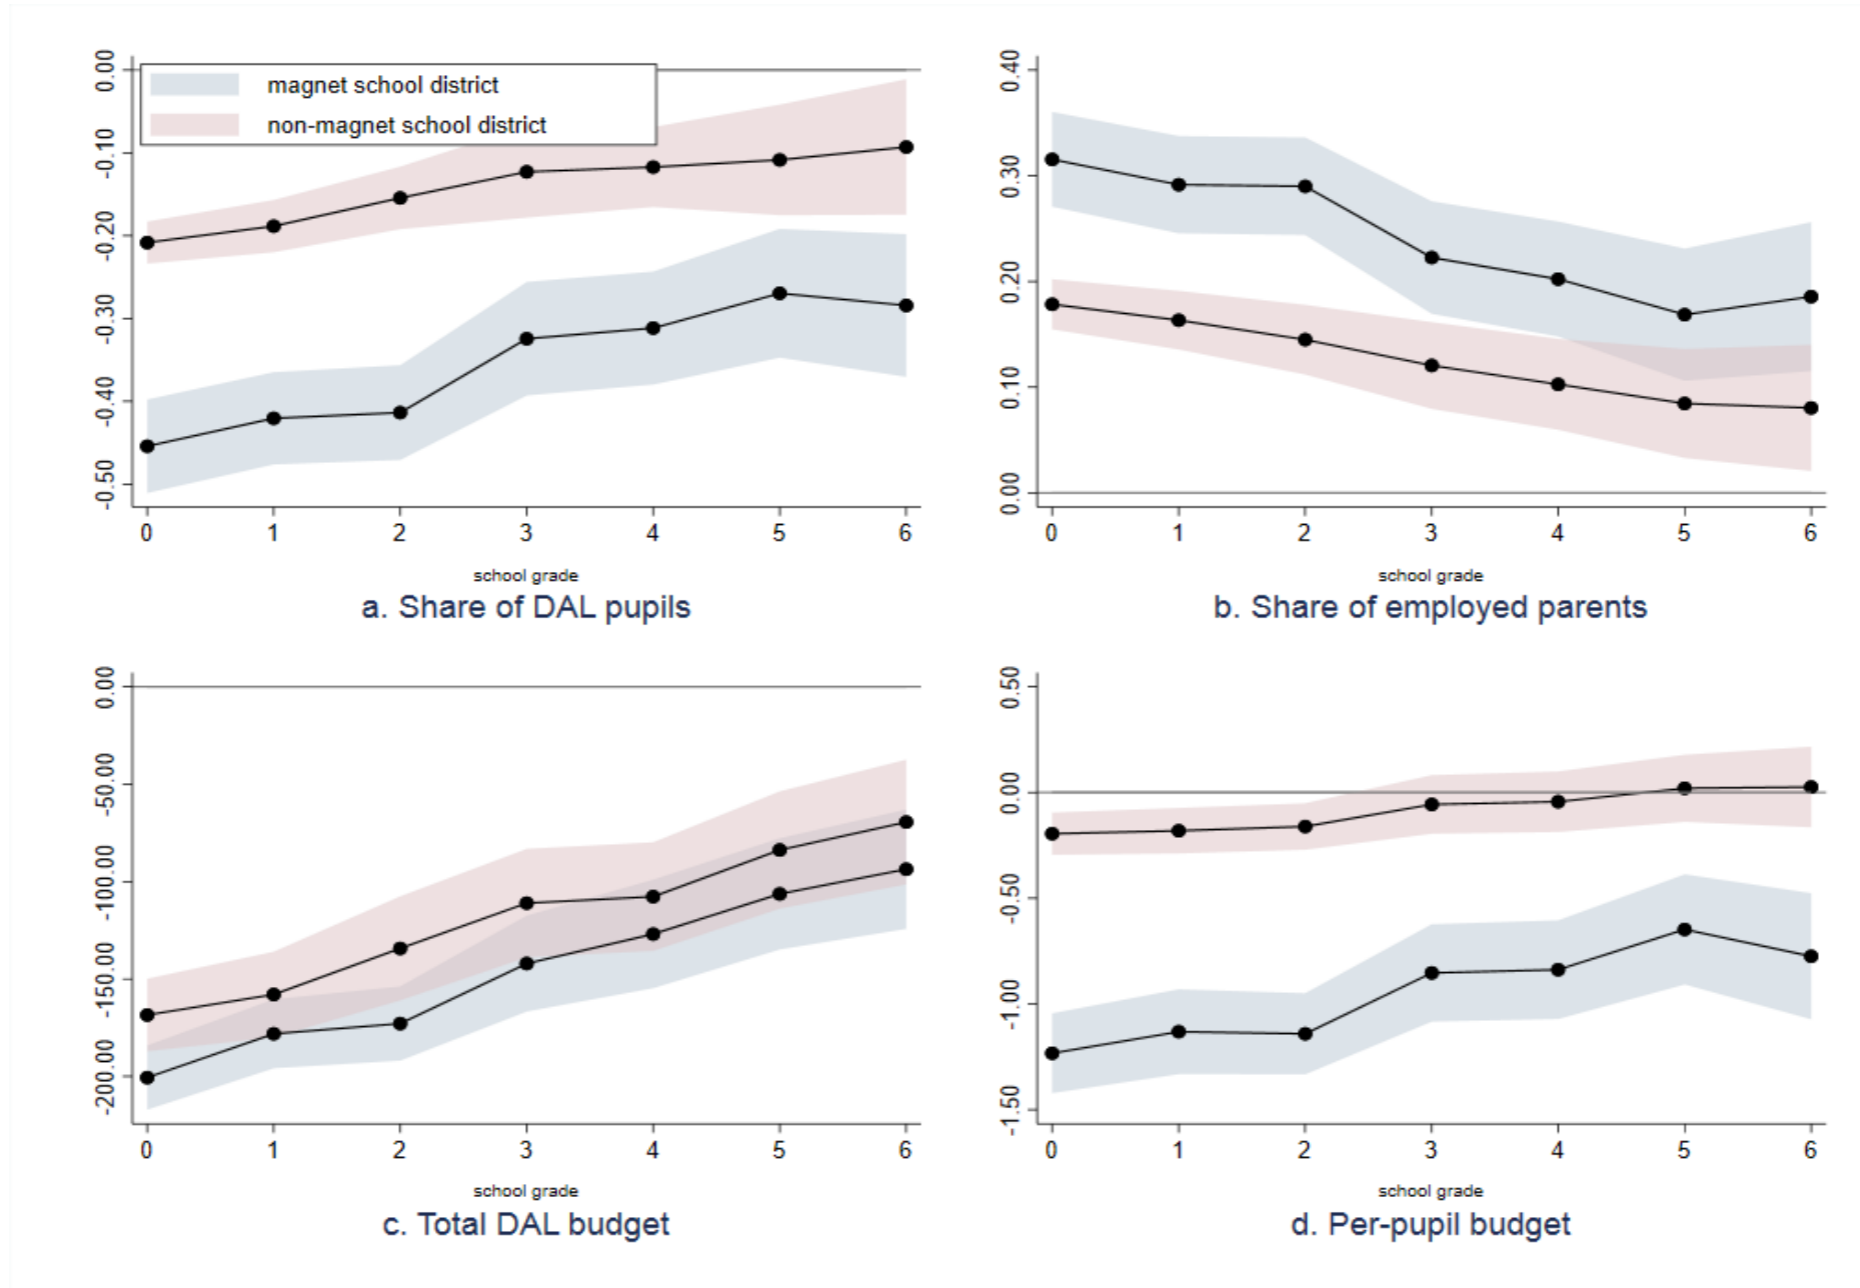 0.00
-0.10
-0.20
-0.30
-0.40
-0.50
magnet school district
non-magnet school district
0 1 2 3 4 5 6
school grade
a. Share of DAL pupils
0.40
0.30
0.20
0.10
0.00
0 1 2 3 4 5 6
school grade
b. Share of employed parents
0.00
-50.00
-100.00
-150.00
-200.00
0 1 2 3 4 5 6
school grade
c. Total DAL budget
0.50
0.00
-0.50
-1.00
-1.50
0 1 2 3 4 5 6
school grade
d. Per-pupil budget